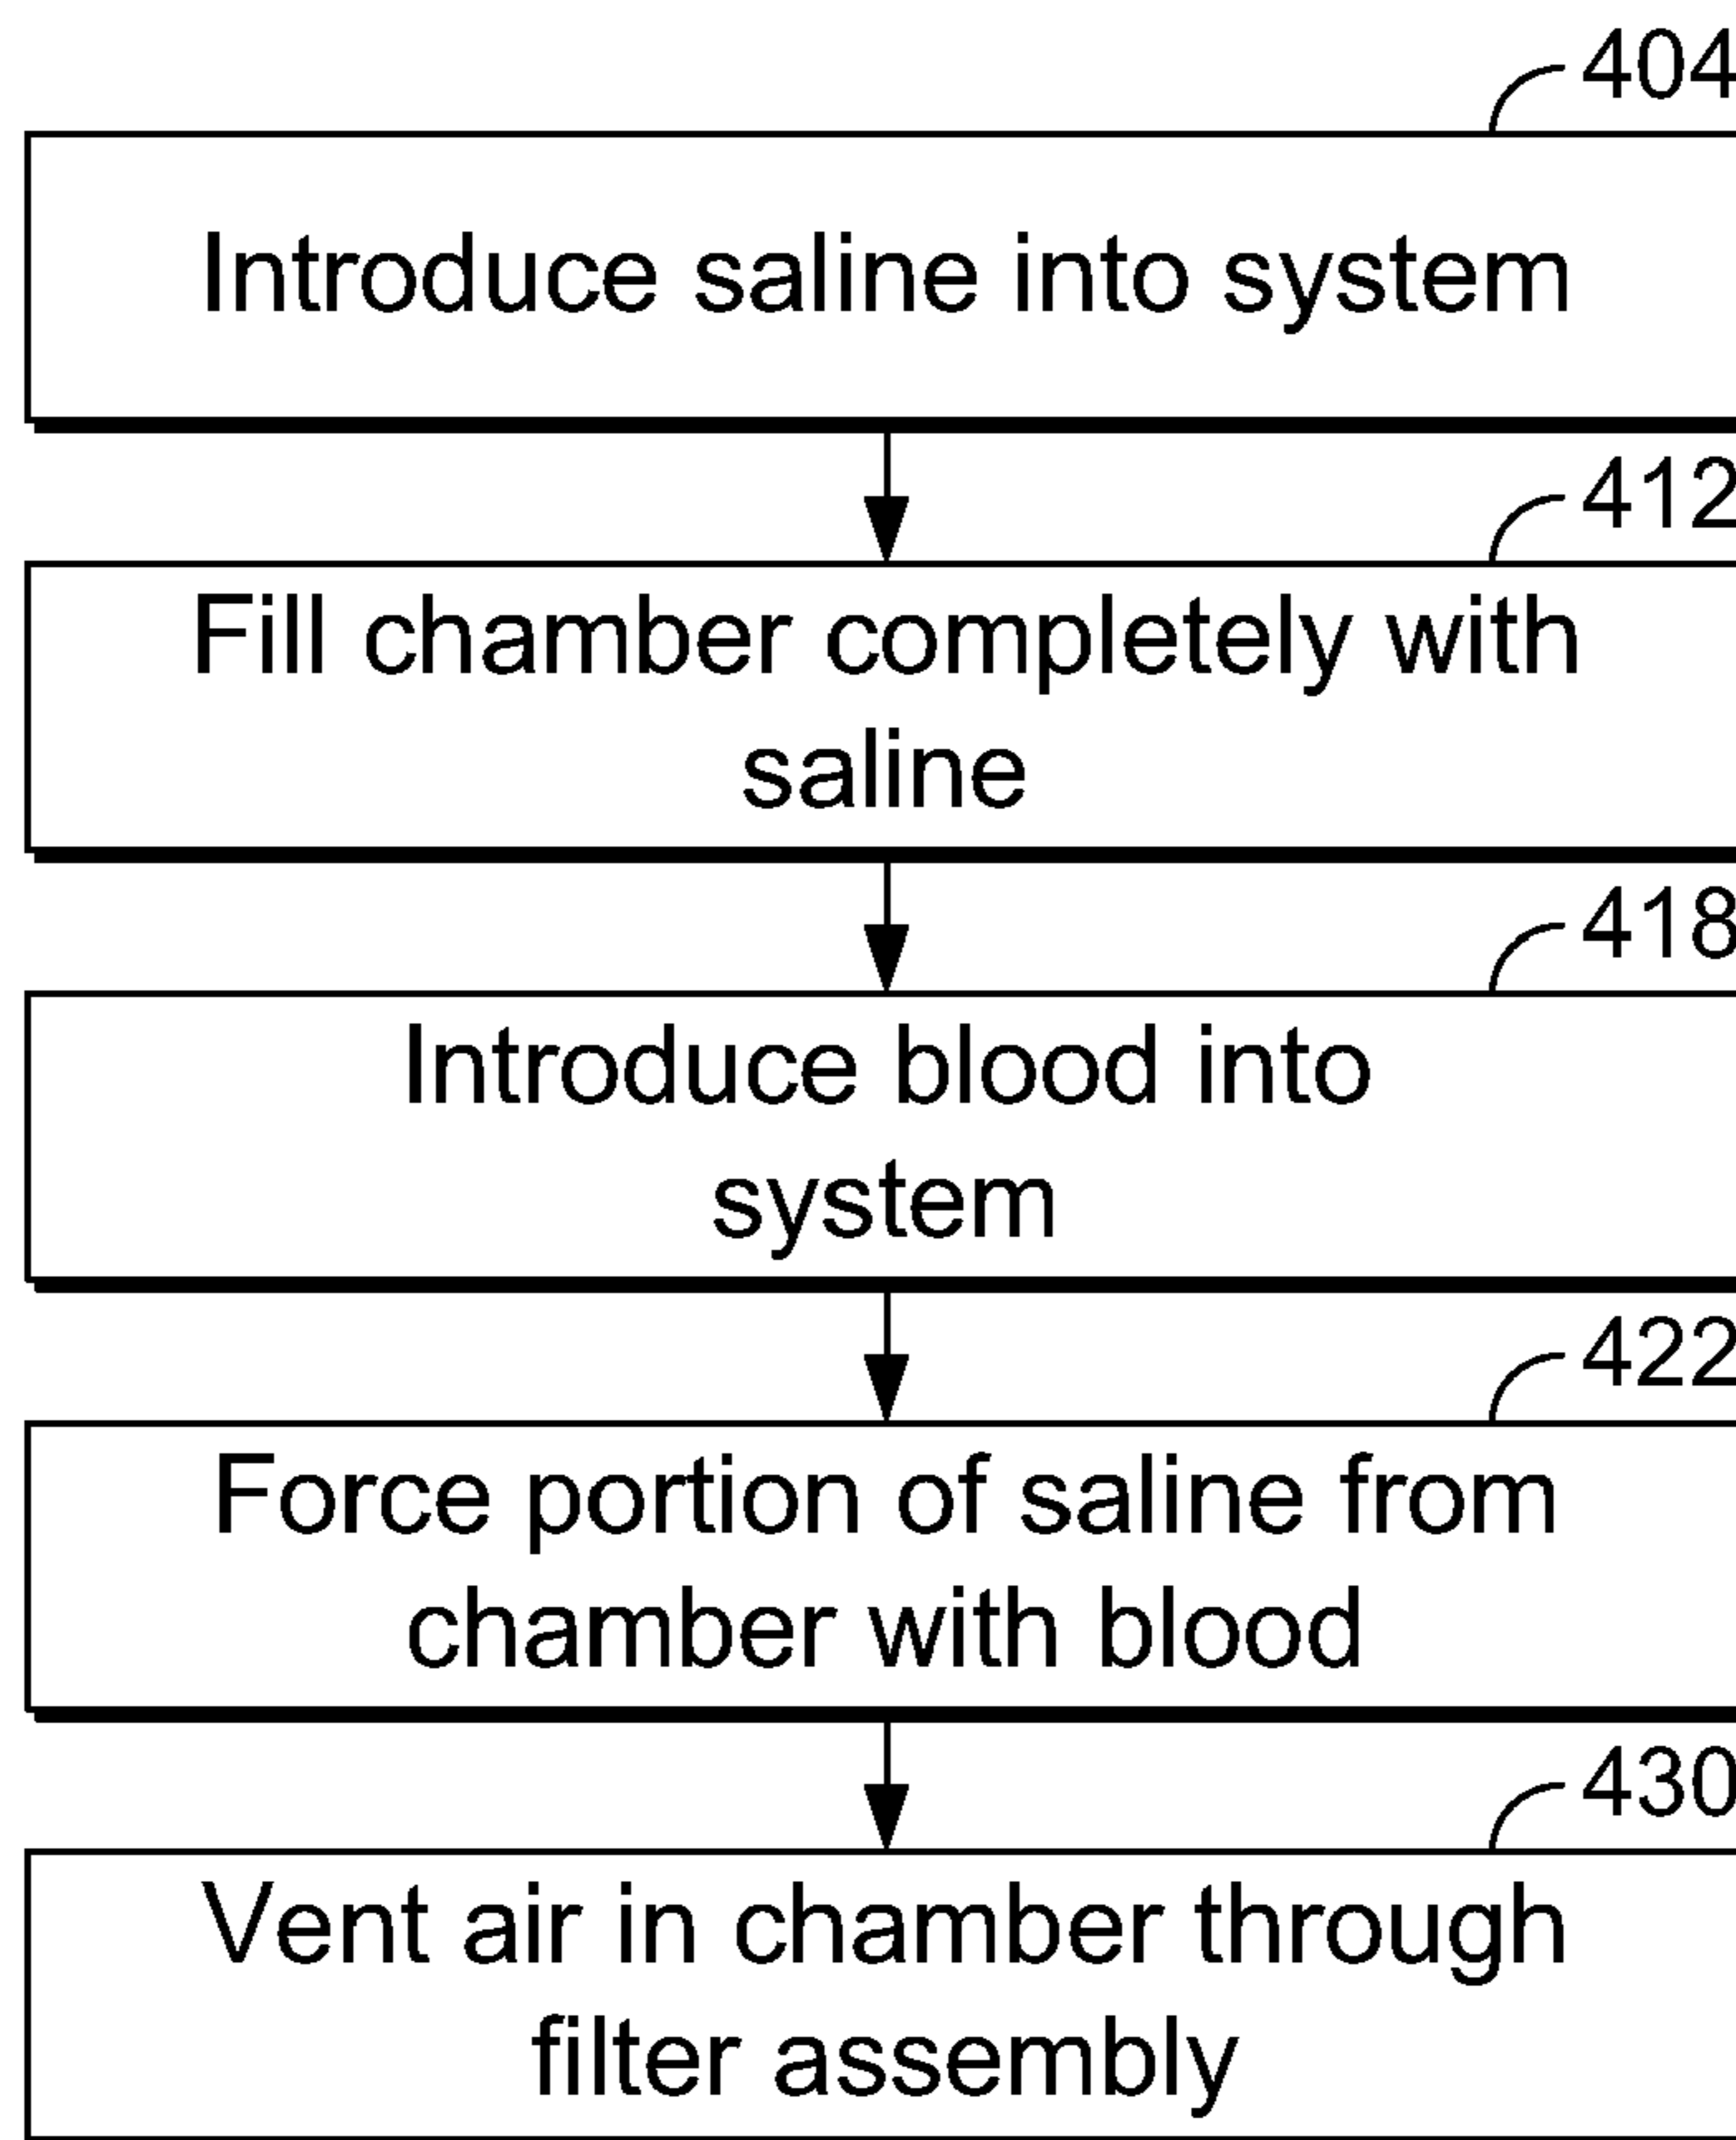 404
Introduce saline into system
412
Fill chamber completely with
saline
418
Introduce blood into
system
422
Force portion of saline from
chamber with blood
430
Vent air in chamber through
filter assembly